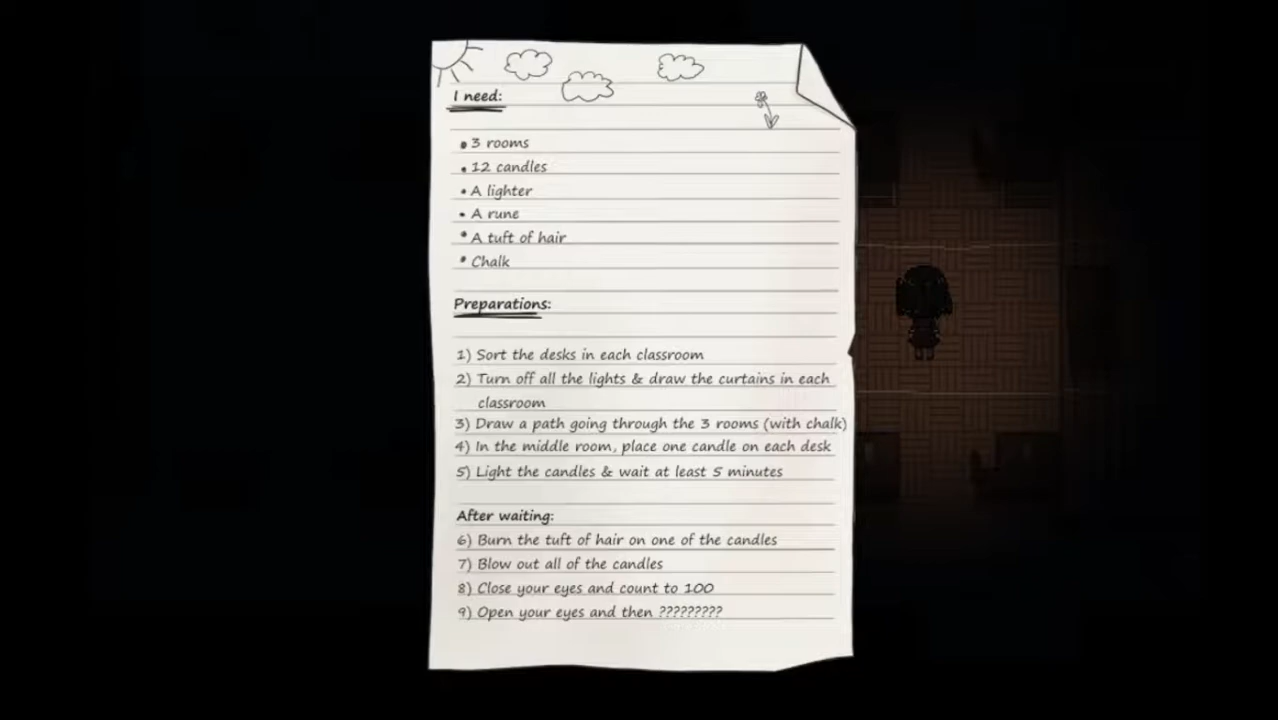 I need:
• 3 rooms
• 12 candles
• A lighter
• A rune
• A tuft of hair
• Chalk
Preparations:
1) Sort the desks in each classroom
2) Turn off all the lights & draw the curtains in each
classroom
3) Draw a path going through the 3 rooms (with chalk)
4) In the middle room, place one candle on each desk
5) Light the candles & wait at least 5 minutes
After waiting:
6) Burn the tuft of hair on one of the candles
7) Blow out all of the candles
8) Close your eyes and count to 100
9) Open your eyes and then ?????????